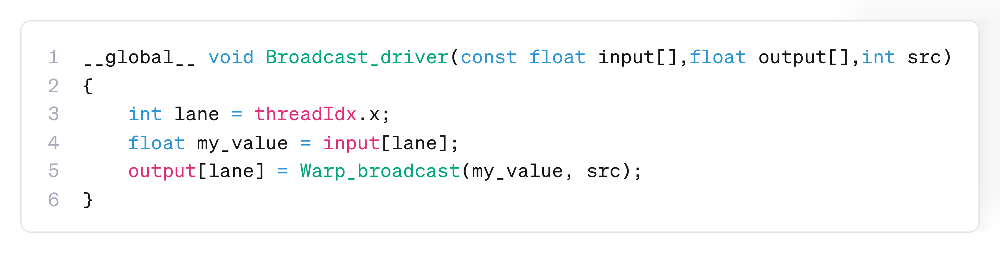 1 __global__ void Broadcast_driver(const float input[],float output[],int src)
2 {
3     int lane = threadIdx.x;
4     float my_value = input[lane];
5     output[lane] = Warp_broadcast(my_value, src);
6 }